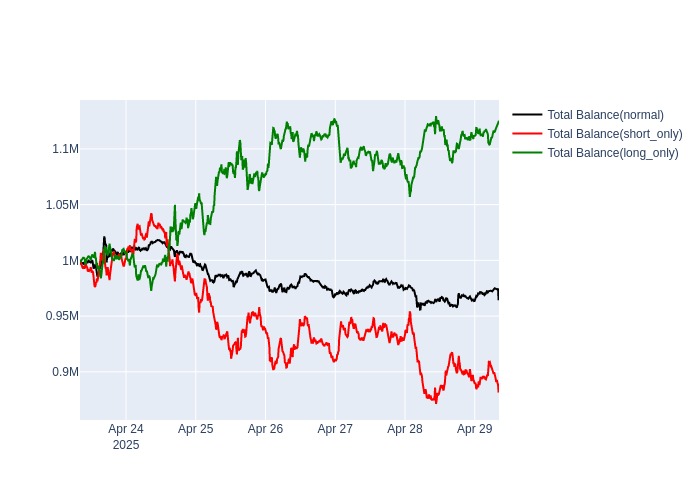 Total Balance(normal)
Total Balance(short_only)
Total Balance(long_only)
1.1M
1.05M
1M
0.95M
0.9M
Apr 24
2025
Apr 25
Apr 26
Apr 27
Apr 28
Apr 29